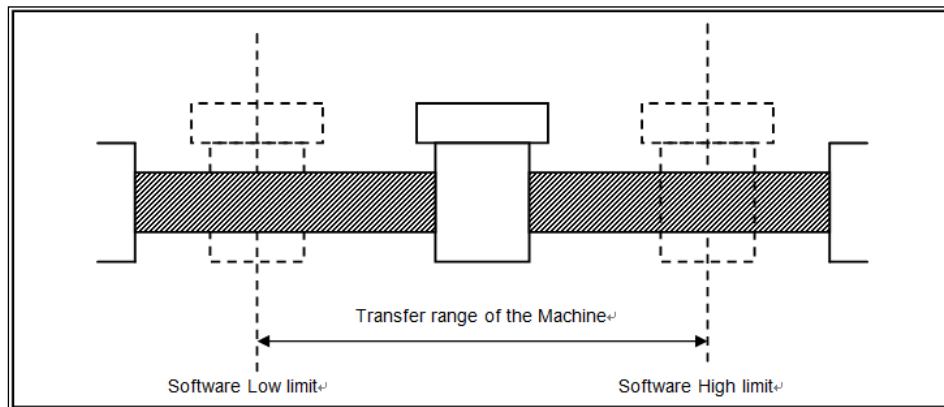 Transfer range of the Machine↵
Software Low limit↵
Software High limit↵